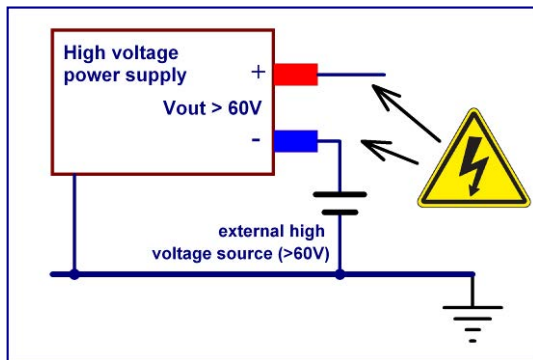 High voltage
power supply
+
Vout > 60V
-
external high
voltage source (>60V)